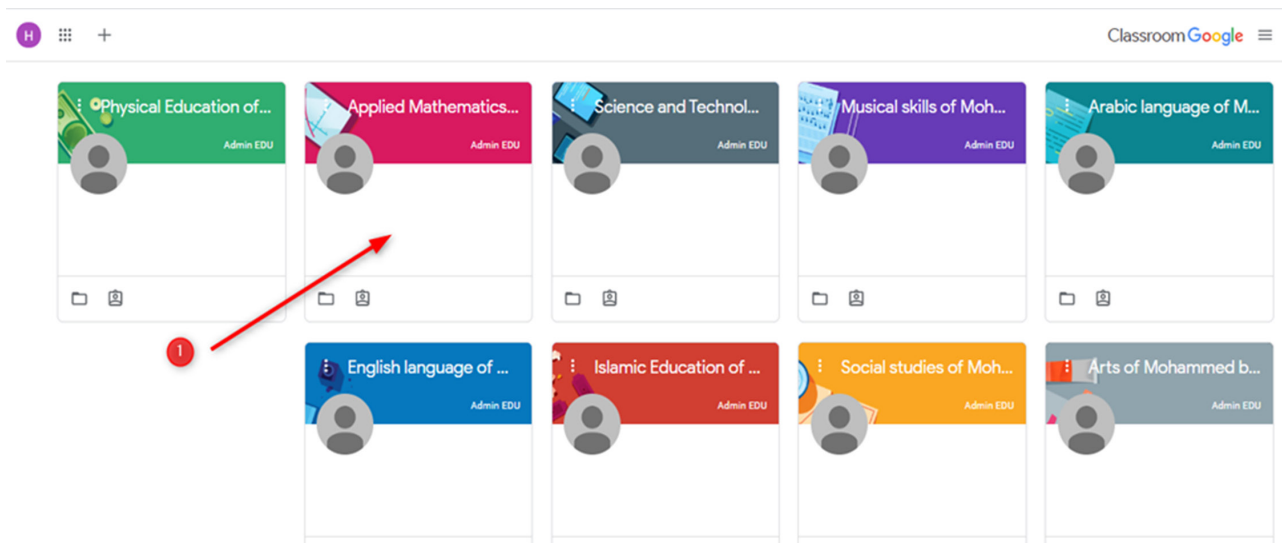 H
Classroom Google
Physical Education of...
Admin EDU
Applied Mathematics...
Admin EDU
Science and Technol...
Admin EDU
Musical skills of Moh...
Admin EDU
Arabic language of M...
Admin EDU
1
English language of ...
Admin EDU
Islamic Education of ...
Admin EDU
Social studies of Moh...
Admin EDU
Arts of Mohammed b...
Admin EDU